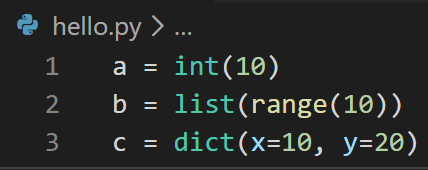 hello.py > ...
1 a = int(10)
2 b = list(range(10))
3 c = dict(x=10, y=20)